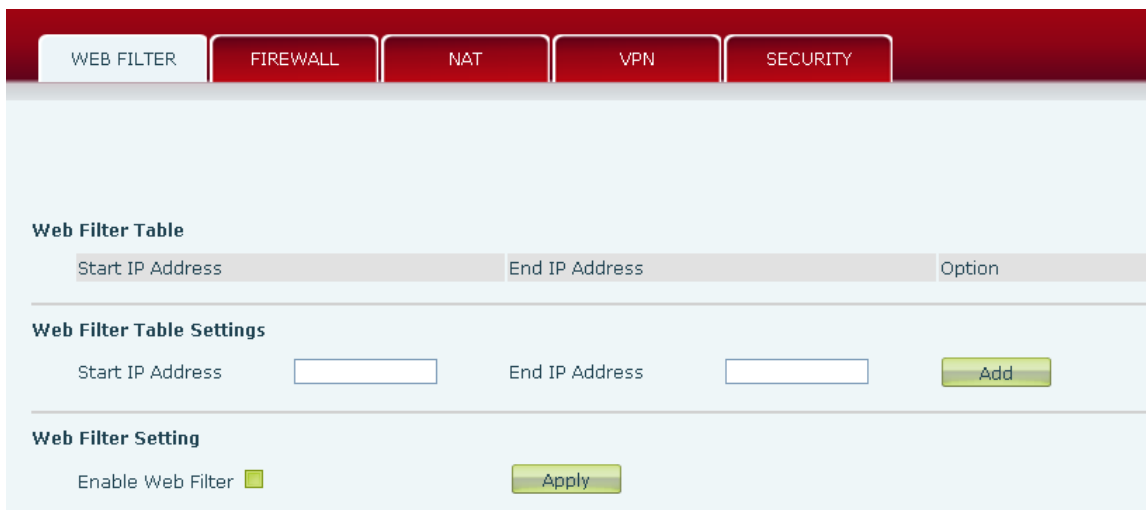 WEB FILTER FIREWALL NAT VPN SECURITY
Web Filter Table
Start IP Address End IP Address Option
Web Filter Table Settings
Start IP Address End IP Address Add
Web Filter Setting
Enable Web Filter Apply